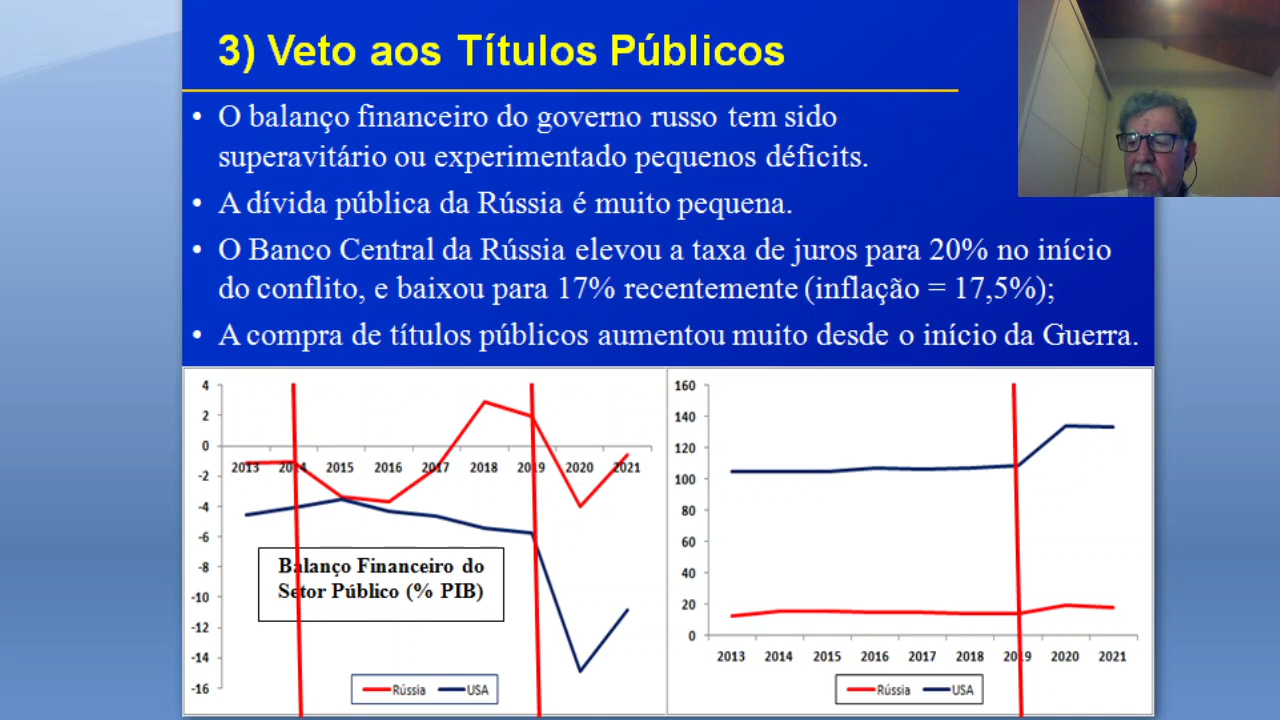 3) Veto aos Títulos Públicos
• O balanço financeiro do governo russo tem sido
superavitário ou experimentado pequenos déficits.
• A dívida pública da Rússia é muito pequena.
• O Banco Central da Rússia elevou a taxa de juros para 20% no início
do conflito, e baixou para 17% recentemente (inflação = 17,5%);
• A compra de títulos públicos aumentou muito desde o início da Guerra.
4
2
0
-2
-4
-6
-8
-10
-12
-14
-16
2013 2014 2015 2016 2017 2018 2019 2020 2021
Balanço Financeiro do
Setor Público (% PIB)
Rússia USA
160
140
120
100
80
60
40
20
0
2013 2014 2015 2016 2017 2018 2019 2020 2021
Rússia USA